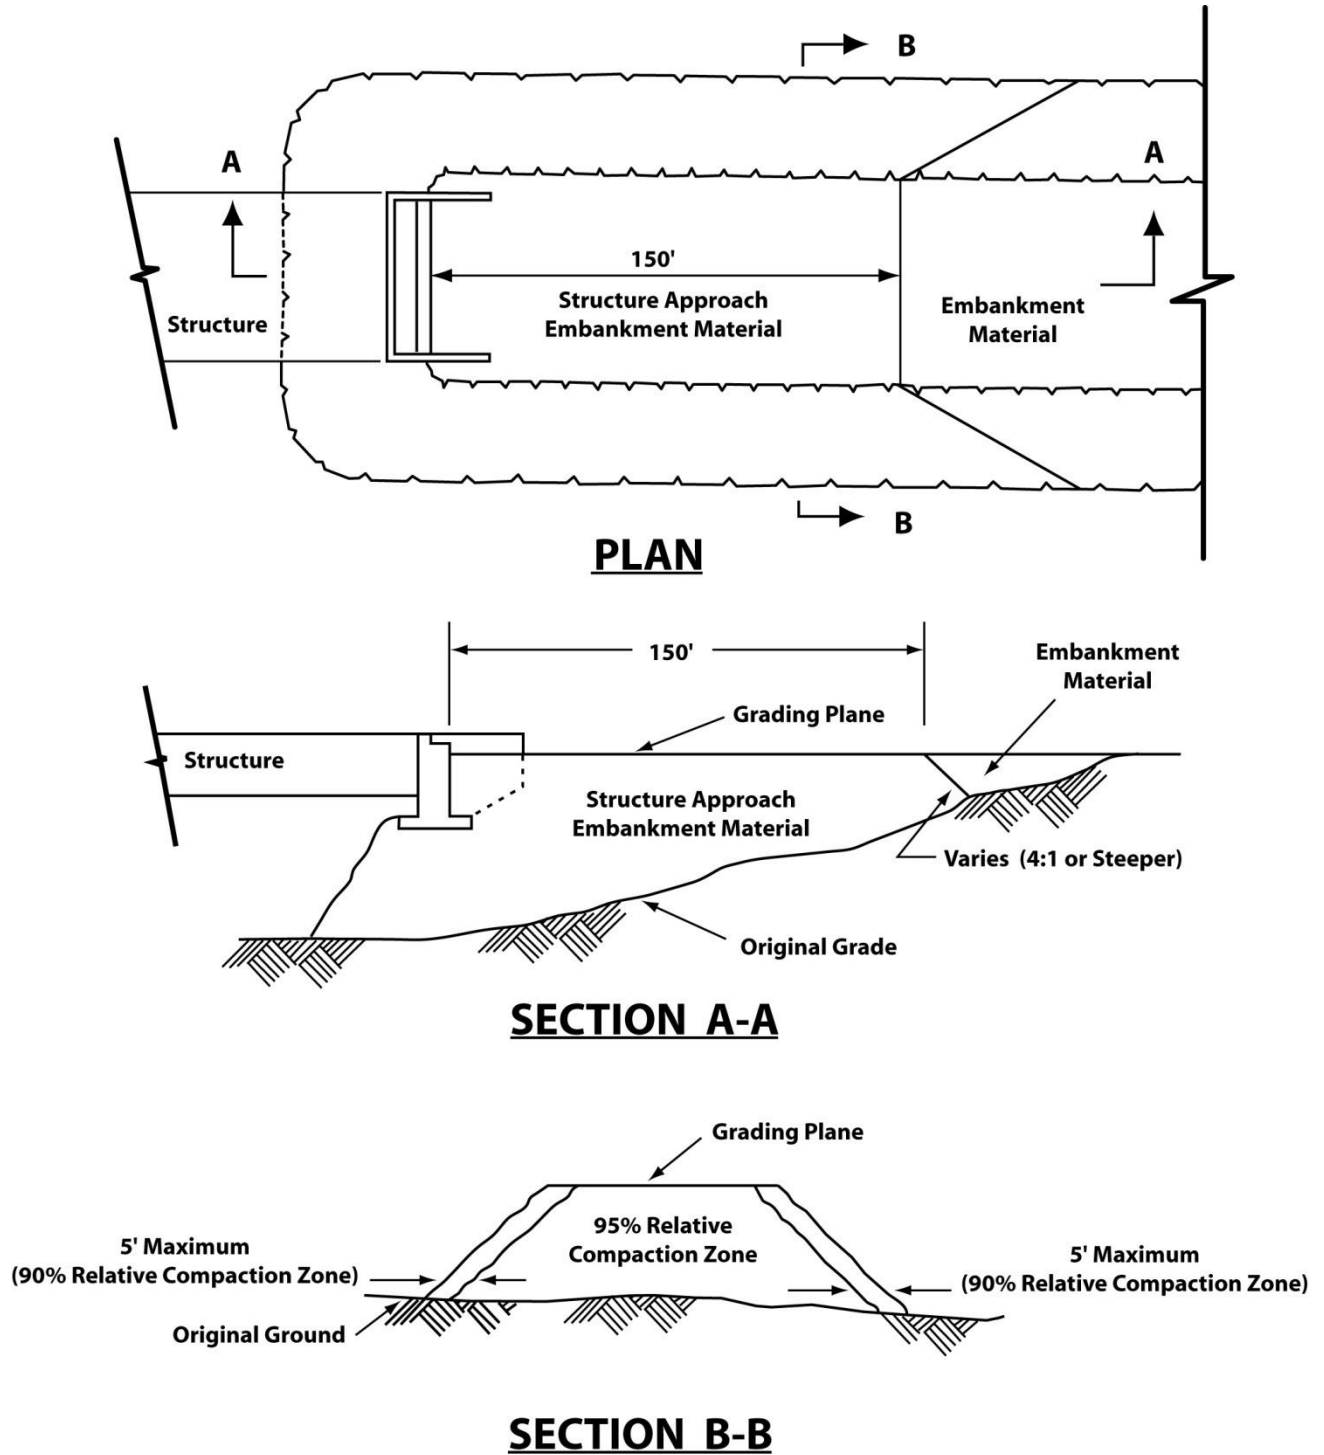 B
A
A
150'
Structure Approach
Embankment Material
Embankment
Material
Structure
B
PLAN
150'
Embankment
Material
Grading Plane
Structure
Structure Approach
Embankment Material
Varies (4:1 or Steeper)
Original Grade
SECTION A-A
Grading Plane
95% Relative
Compaction Zone
5' Maximum
(90% Relative Compaction Zone)
5' Maximum
(90% Relative Compaction Zone)
Original Ground
SECTION B-B